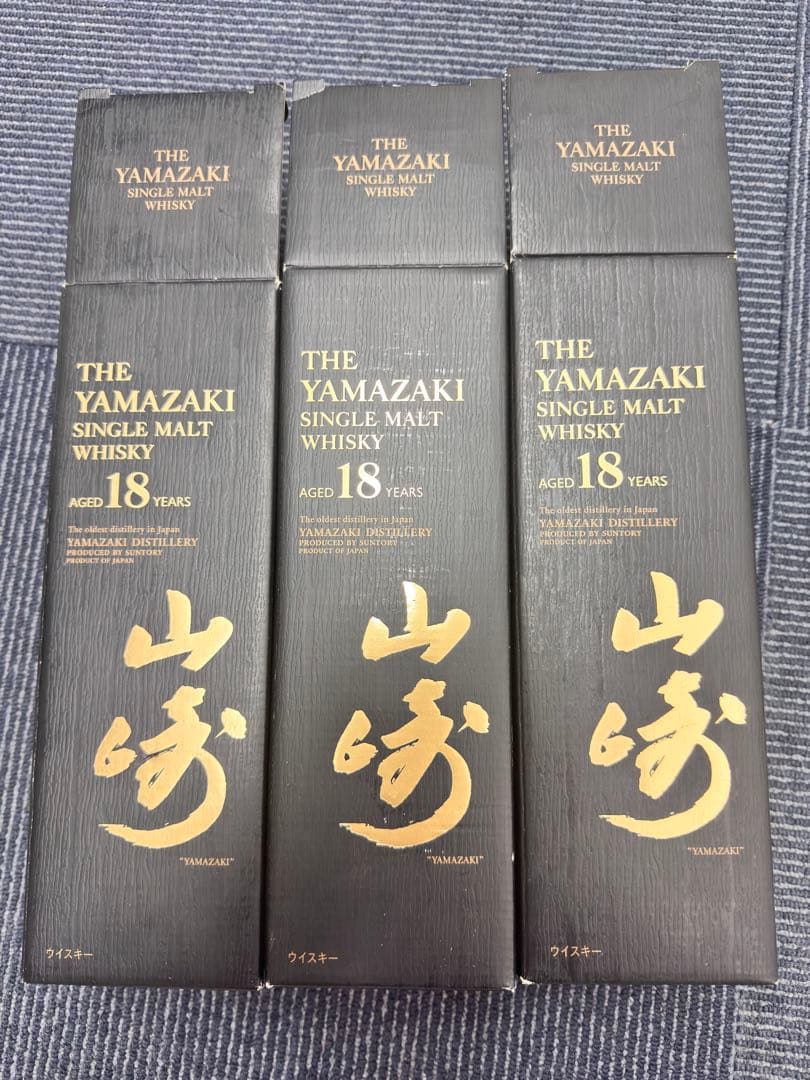 THE
YAMAZAKI
SINGLE MALT
WHISKY
THE
YAMAZAKI
SINGLE MALT
WHISKY
AGED 18 YEARS
The oldest distillery in Japan
YAMAZAKI DISTILLERY
PRODUCED BY SUNTORY
PRODUCT OF JAPAN
山崎
"YAMAZAKI"
ウイスキー
THE
YAMAZAKI
SINGLE MALT
WHISKY
THE
YAMAZAKI
SINGLE MALT
WHISKY
AGED 18 YEARS
The oldest distillery in Japan
YAMAZAKI DISTILLERY
PRODUCED BY SUNTORY
PRODUCT OF JAPAN
山崎
"YAMAZAKI"
ウイスキー
THE
YAMAZAKI
SINGLE MALT
WHISKY
THE
YAMAZAKI
SINGLE MALT
WHISKY
AGED 18 YEARS
The oldest distillery in Japan
YAMAZAKI DISTILLERY
PRODUCED BY SUNTORY
PRODUCT OF JAPAN
山崎
"YAMAZAKI"
ウイスキー